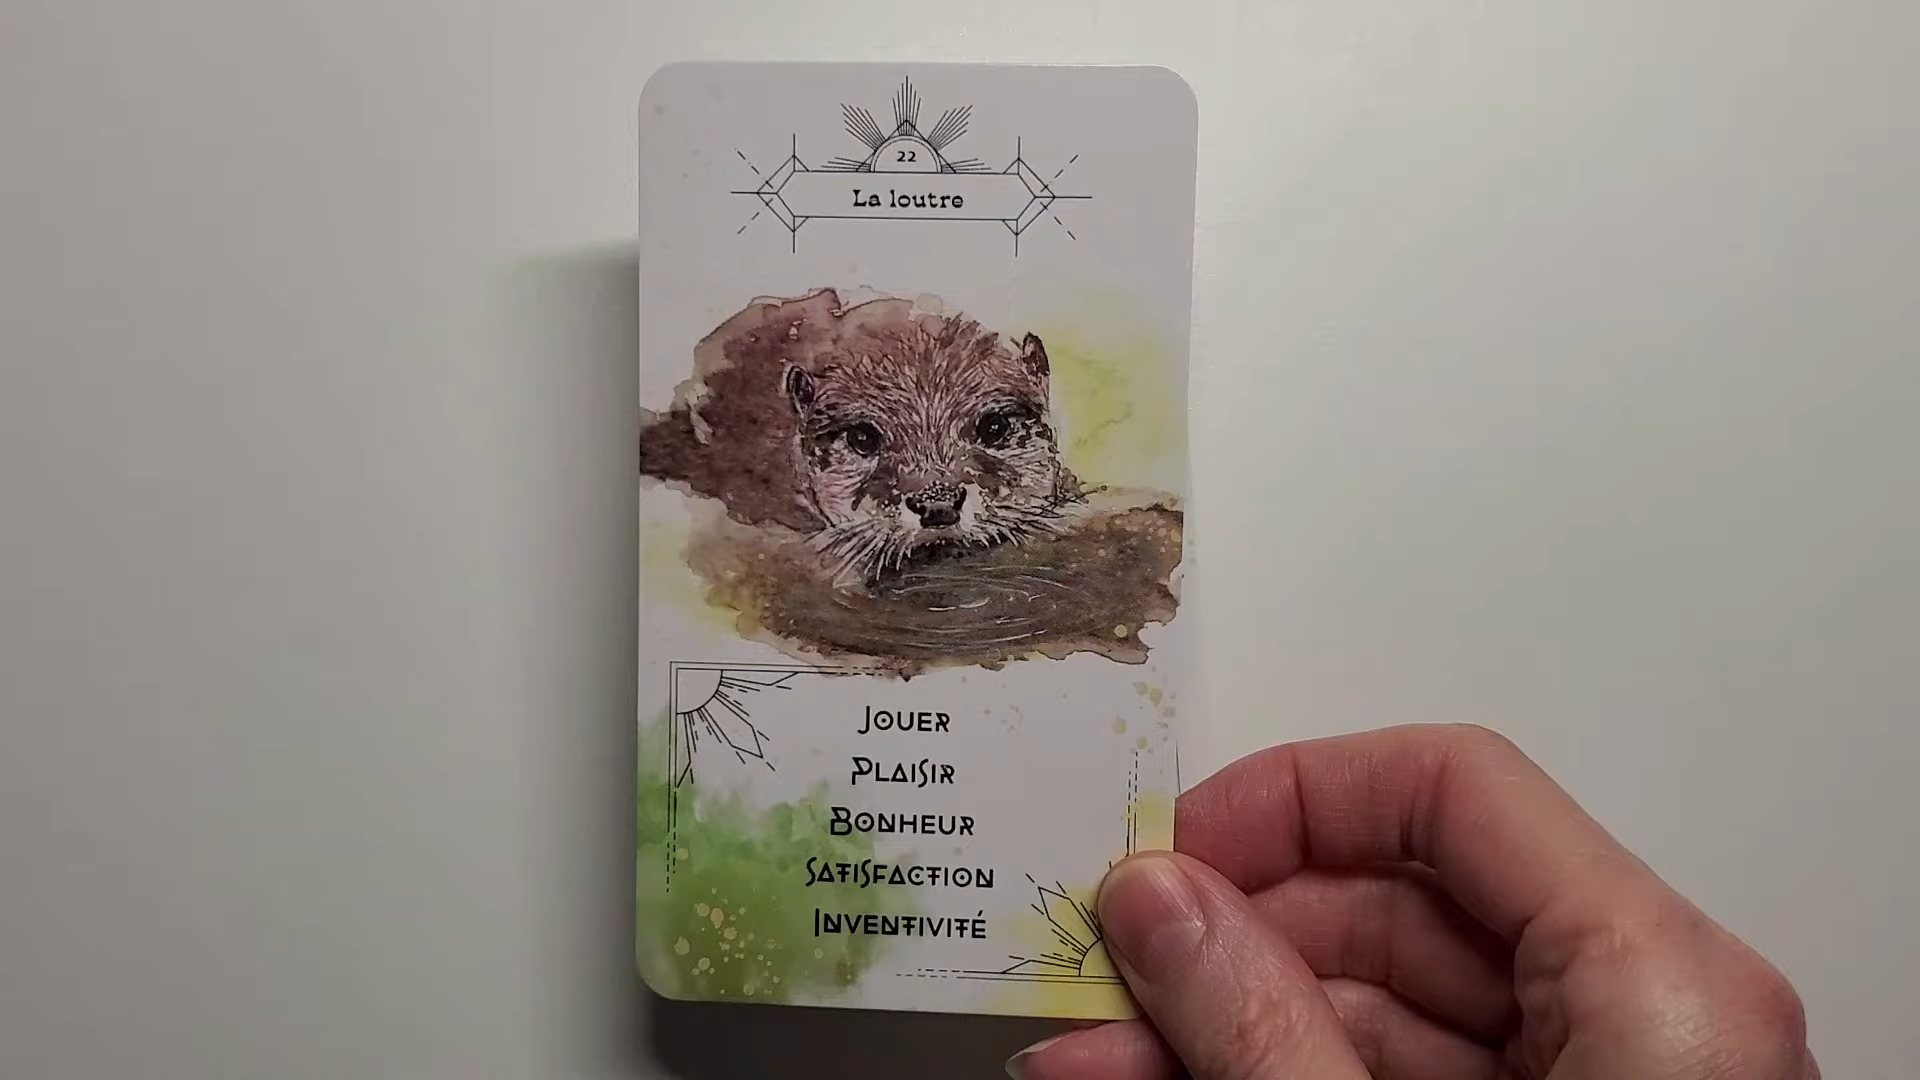 22
La loutre
Jouer
Plaisir
Bonheur
Satisfaction
Inventivité